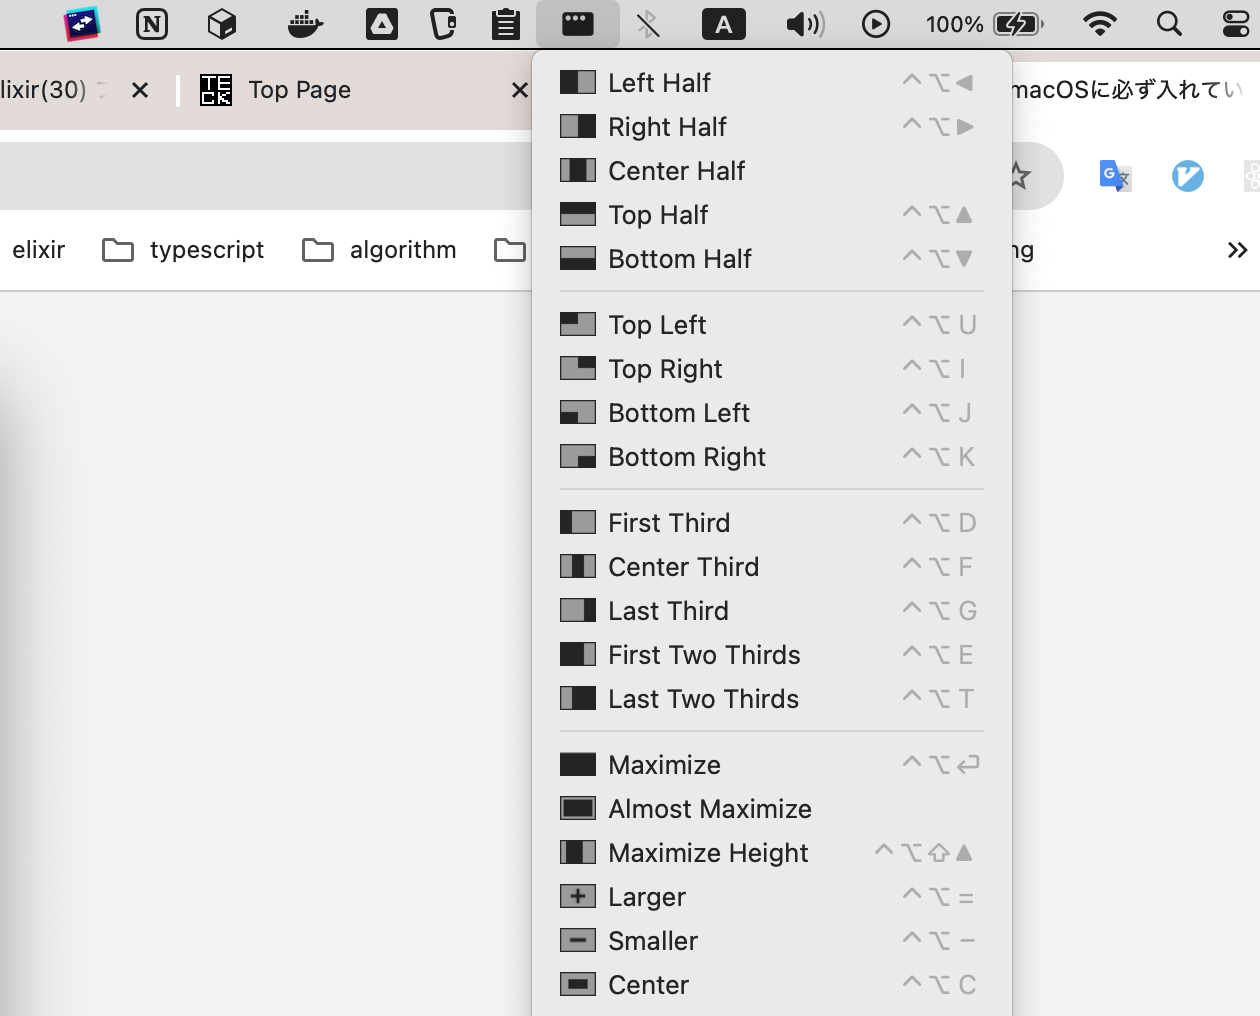 N
A
100%
lixir(30)
TE
CK
Top Page
macOSに必ず入れてい
G
elixir
typescript
algorithm
ng
Left Half ⌃⌥◀
Right Half ⌃⌥▶
Center Half
Top Half ⌃⌥▲
Bottom Half ⌃⌥▼
Top Left ⌃⌥U
Top Right ⌃⌥I
Bottom Left ⌃⌥J
Bottom Right ⌃⌥K
First Third ⌃⌥D
Center Third ⌃⌥F
Last Third ⌃⌥G
First Two Thirds ⌃⌥E
Last Two Thirds ⌃⌥T
Maximize ⌃⌥↩
Almost Maximize
Maximize Height ⌃⌥⇧▲
Larger ⌃⌥=
Smaller ⌃⌥−
Center ⌃⌥C